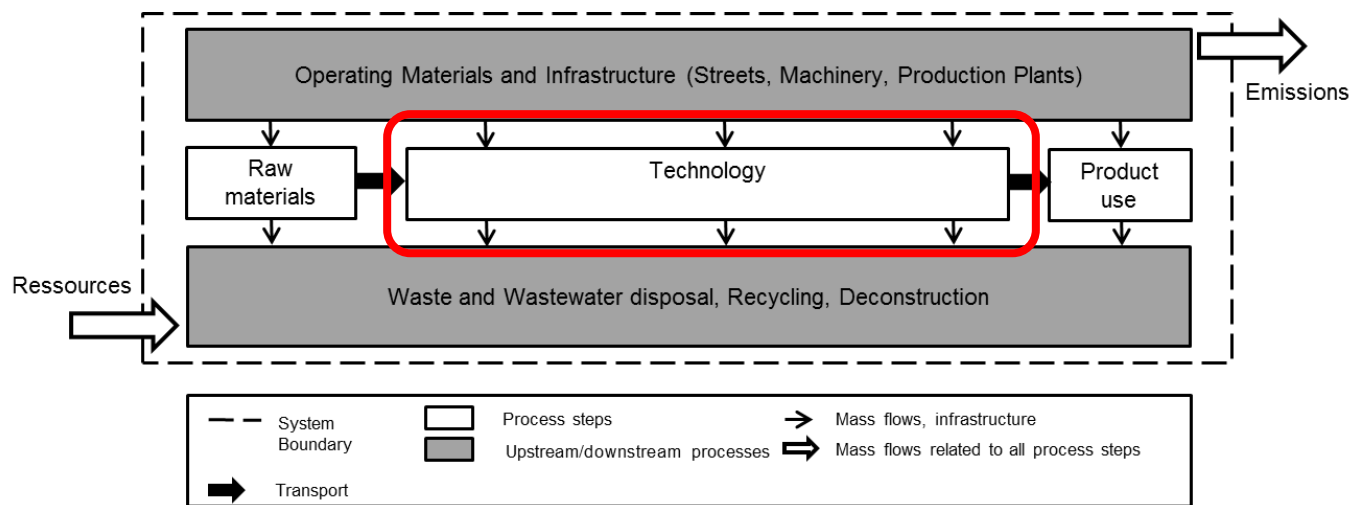 Operating Materials and Infrastructure (Streets, Machinery, Production Plants)
Emissions
Raw
materials
Technology
Product
use
Ressources
Waste and Wastewater disposal, Recycling, Deconstruction
System
Boundary
Process steps
Mass flows, infrastructure
Upstream/downstream processes
Mass flows related to all process steps
Transport